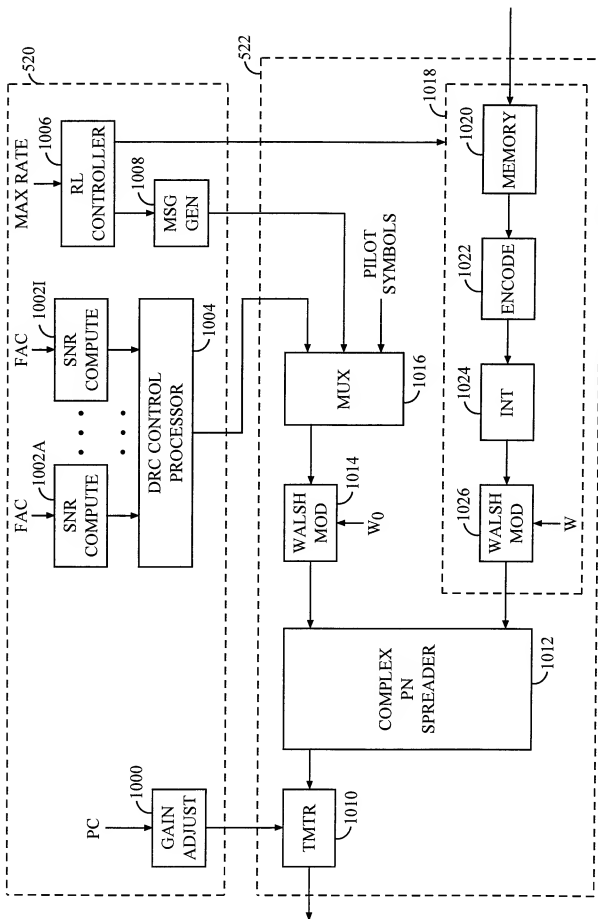 520
PC
1000
GAIN
ADJUST
FAC
1002A
SNR
COMPUTE
FAC
1002I
SNR
COMPUTE
DRC CONTROL
PROCESSOR
1004
MAX RATE
1006
RL
CONTROLLER
1008
MSG
GEN
522
TMTR
1010
COMPLEX
PN
SPREADER
1012
WALSH
MOD
1014
W0
MUX
1016
PILOT
SYMBOLS
1018
1026
WALSH
MOD
W
1024
INT
1022
ENCODE
1020
MEMORY